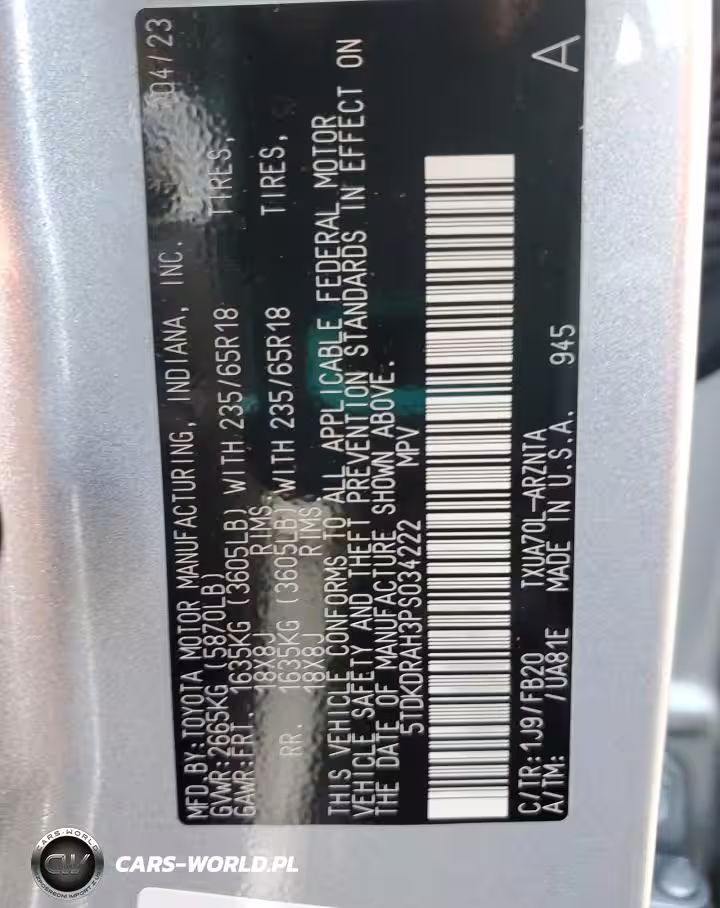 MFD.BY:TOYOTA MOTOR MANUFACTURING, INDIANA, INC. 04/23
GVWR:2665KG (5870LB)
GAWR:FRT. 1635KG (3605LB) WITH 235/65R18 TIRES,
18X8J RIMS,
RR. 1635KG (3605LB) WITH 235/65R18 TIRES,
18X8J RIMS
THIS VEHICLE CONFORMS TO ALL APPLICABLE FEDERAL MOTOR
VEHICLE SAFETY AND THEFT PREVENTION STANDARDS IN EFFECT ON
THE DATE OF MANUFACTURE SHOWN ABOVE.
5TDKDRAH3PS034222 MPV
C/TR:1J9/FB20 TXUA70L-ARZNTA
A/TM: /UA81E MADE IN U.S.A. 945 A
CARS-WORLD
CW
CARS-WORLD.PL